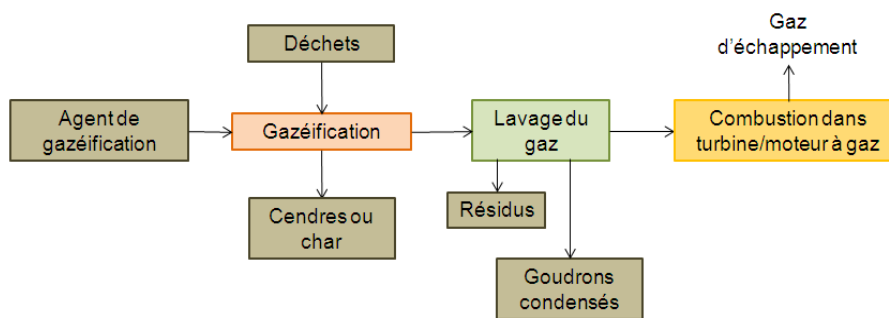 Déchets
Gaz
d'échappement
Agent de
gazéification
Gazéification
Lavage du
gaz
Combustion dans
turbine/moteur à gaz
Cendres ou
char
Résidus
Goudrons
condensés